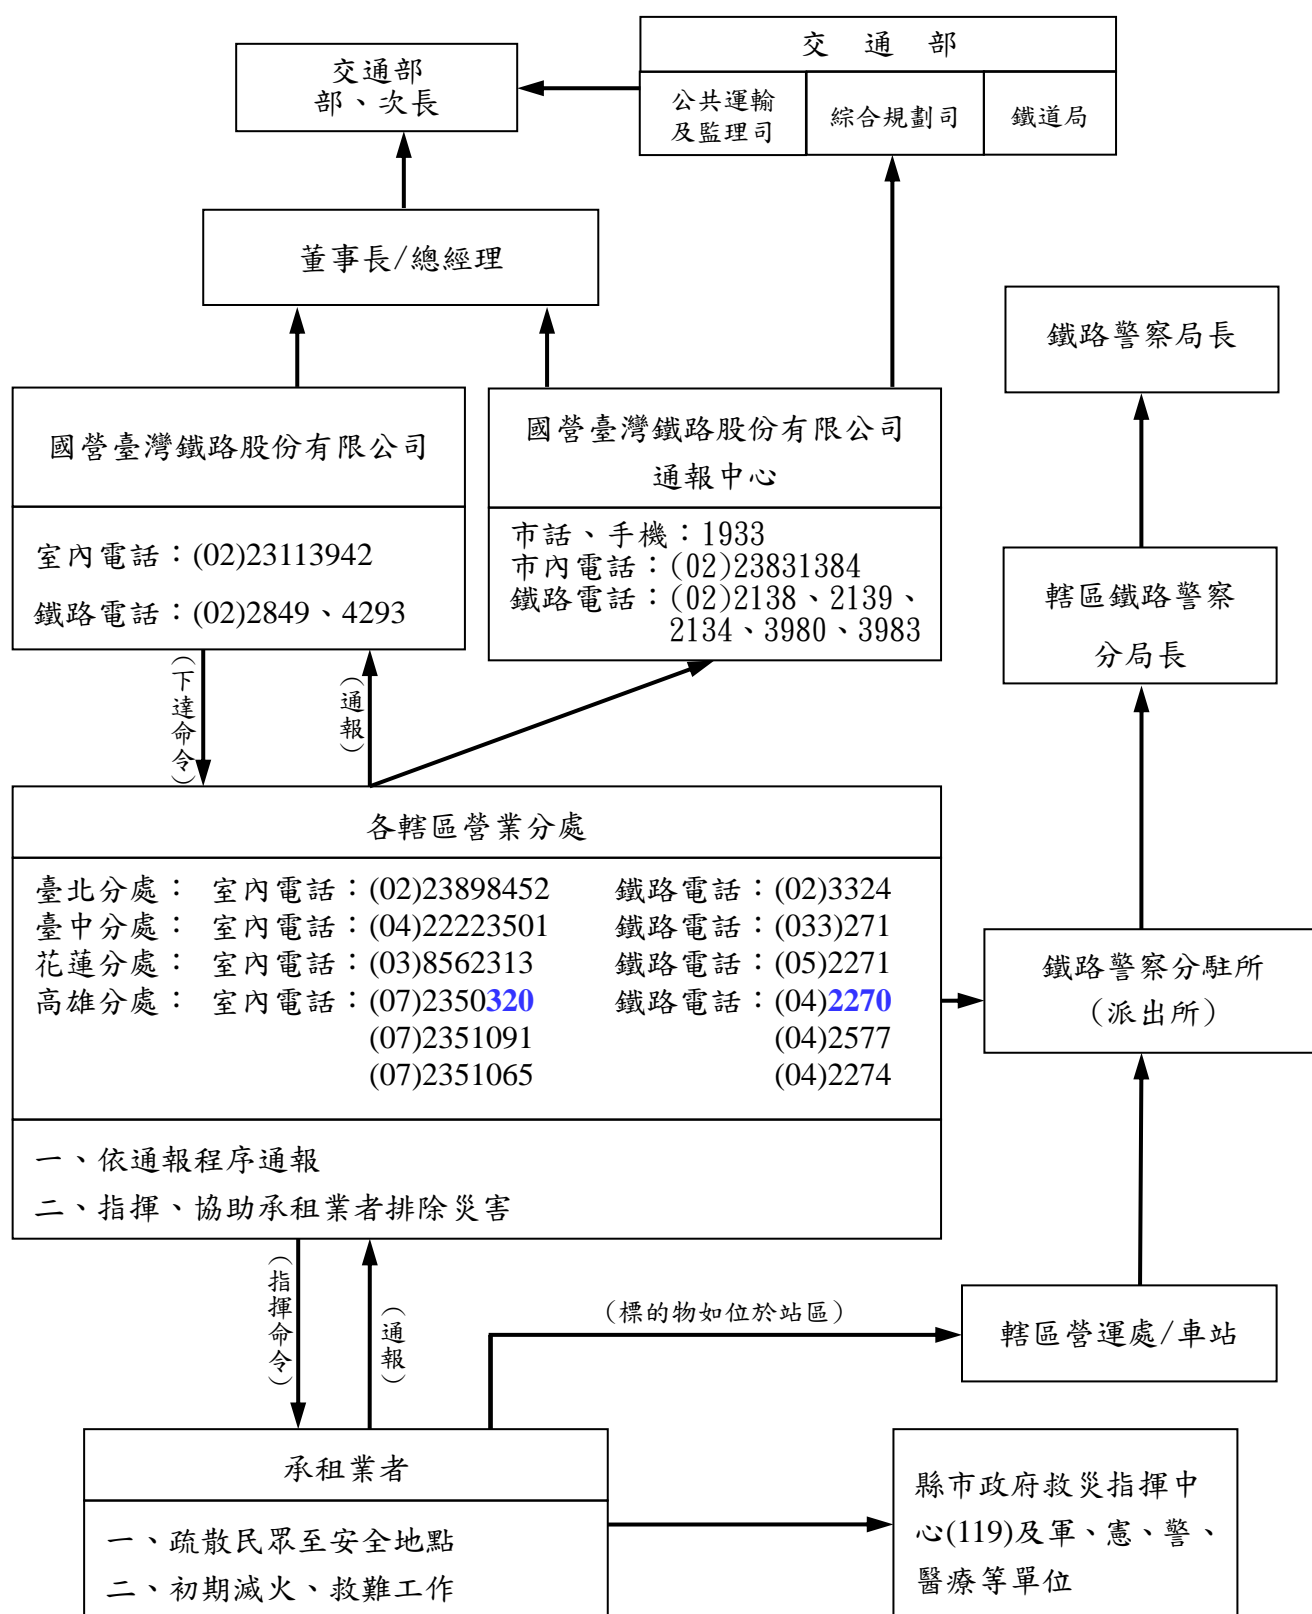 交通部
公共運輸
及監理司
綜合規劃司
鐵道局
交通部
部、次長
董事長/總經理
鐵路警察局長
國營臺灣鐵路股份有限公司
室內電話：(02)23113942
鐵路電話：(02)2849、4293
國營臺灣鐵路股份有限公司
通報中心
市話、手機：1933
市內電話：(02)23831384
鐵路電話：(02)2138、2139、
2134、3980、3983
轄區鐵路警察
分局長
(下達命令)
(通報)
各轄區營業分處
臺北分處： 室內電話：(02)23898452 鐵路電話：(02)3324
臺中分處： 室內電話：(04)22223501 鐵路電話：(033)271
花蓮分處： 室內電話：(03)8562313 鐵路電話：(05)2271
高雄分處： 室內電話：(07)2350320 鐵路電話：(04)2270
(07)2351091 (04)2577
(07)2351065 (04)2274
一、依通報程序通報
二、指揮、協助承租業者排除災害
鐵路警察分駐所
(派出所)
(指揮命令)
(通報)
(標的物如位於站區)
轄區營運處/車站
承租業者
一、疏散民眾至安全地點
二、初期滅火、救難工作
縣市政府救災指揮中
心(119)及軍、憲、警、
醫療等單位